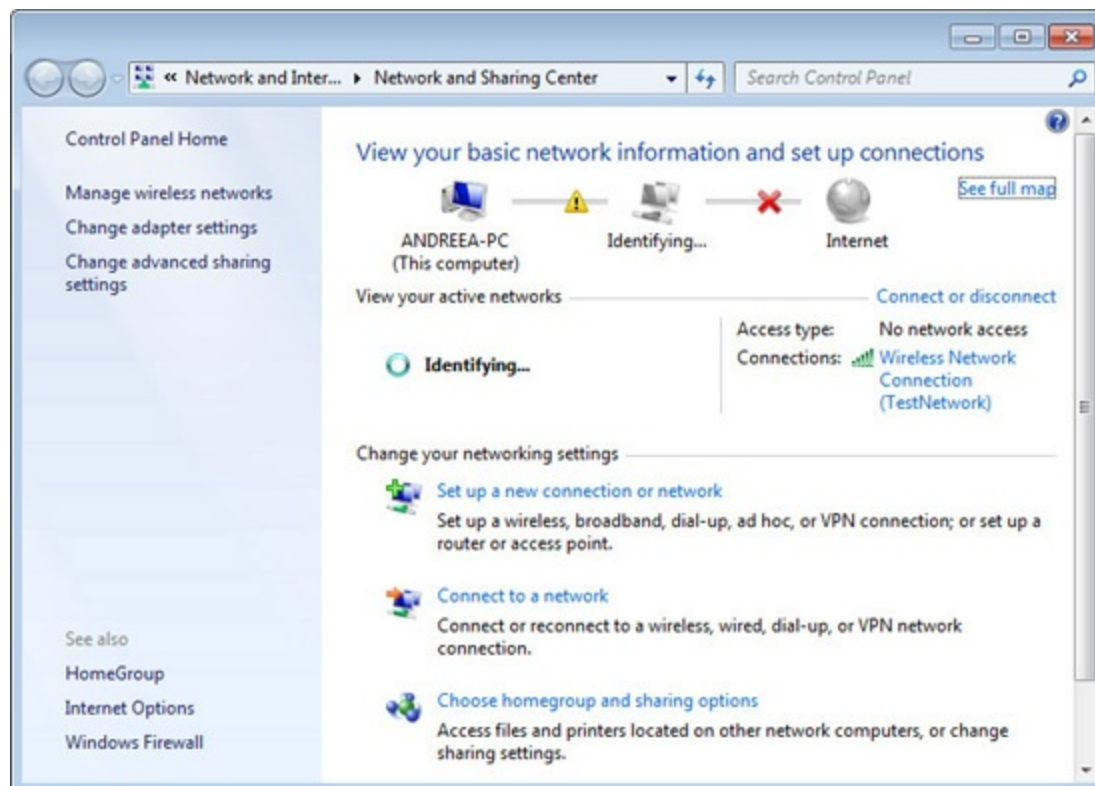 « Network and Inter... ▸ Network and Sharing Center
Search Control Panel
Control Panel Home
Manage wireless networks
Change adapter settings
Change advanced sharing
settings
See also
HomeGroup
Internet Options
Windows Firewall
View your basic network information and set up connections
See full map
ANDREEA-PC
(This computer)
Identifying...
Internet
View your active networks
Connect or disconnect
Identifying...
Access type: No network access
Connections: Wireless Network
Connection
(TestNetwork)
Change your networking settings
Set up a new connection or network
Set up a wireless, broadband, dial-up, ad hoc, or VPN connection; or set up a
router or access point.
Connect to a network
Connect or reconnect to a wireless, wired, dial-up, or VPN network
connection.
Choose homegroup and sharing options
Access files and printers located on other network computers, or change
sharing settings.